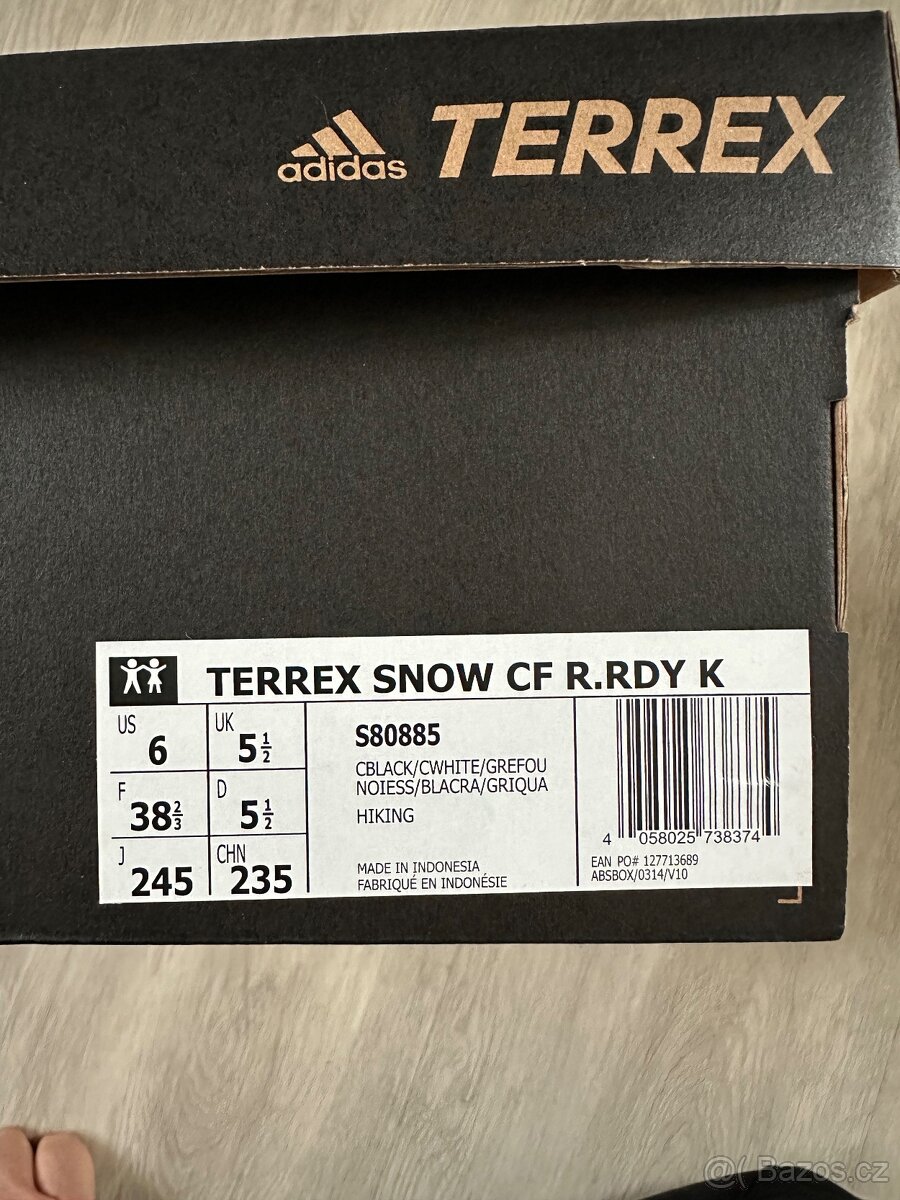 adidas TERREX
TERREX SNOW CF R.RDY K
US 6
UK 5 1/2
F 38 2/3
D 5 1/2
J 245
CHN 235
S80885
CBLACK/CWHITE/GREFOU
NOIESS/BLACRA/GRIQUA
HIKING
MADE IN INDONESIA
FABRIQUÉ EN INDONÉSIE
4 058025 738374
EAN PO# 127713689
ABSBOX/0314/V10
@( Bazos.cz